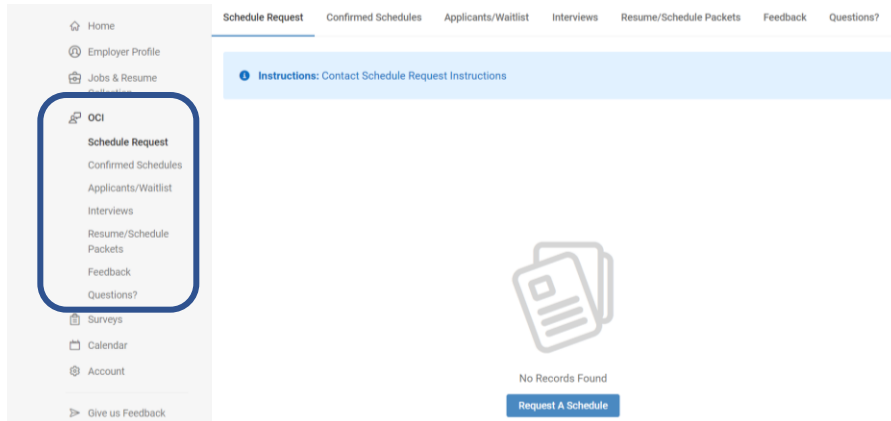 Home
Employer Profile
Jobs & Resume
Collection
OCI
Schedule Request
Confirmed Schedules
Applicants/Waitlist
Interviews
Resume/Schedule
Packets
Feedback
Questions?
Surveys
Calendar
Account
Give us Feedback
Schedule Request Confirmed Schedules Applicants/Waitlist Interviews Resume/Schedule Packets Feedback Questions?
Instructions: Contact Schedule Request Instructions
No Records Found
Request A Schedule